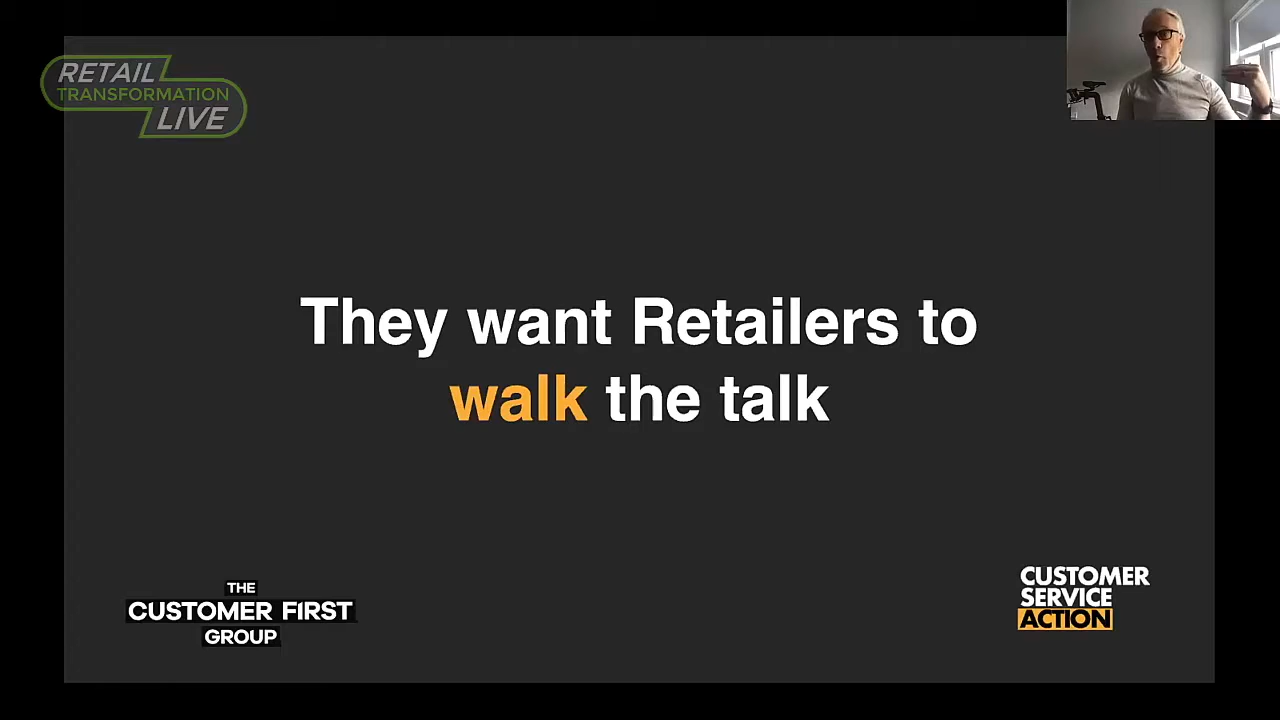 RETAIL
TRANSFORMATION
LIVE
They want Retailers to
walk the talk
THE
CUSTOMER FIRST
GROUP
CUSTOMER
SERVICE
ACTION